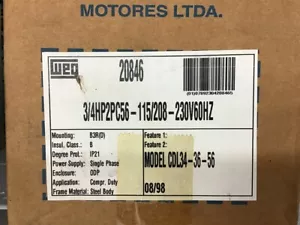 MOTORES LTDA.
WEG
20846
3/4HP2PC56-115/208-230V60HZ
Mounting: B3R(D) Feature 1:
Insul. Class.: B Feature 2:
Degree Prot.: IP21
Power Supply: Single Phase MODEL CDL34-36-56
Enclosure: ODP
Application: Compr. Duty
Frame Material: Steel Body 08/98